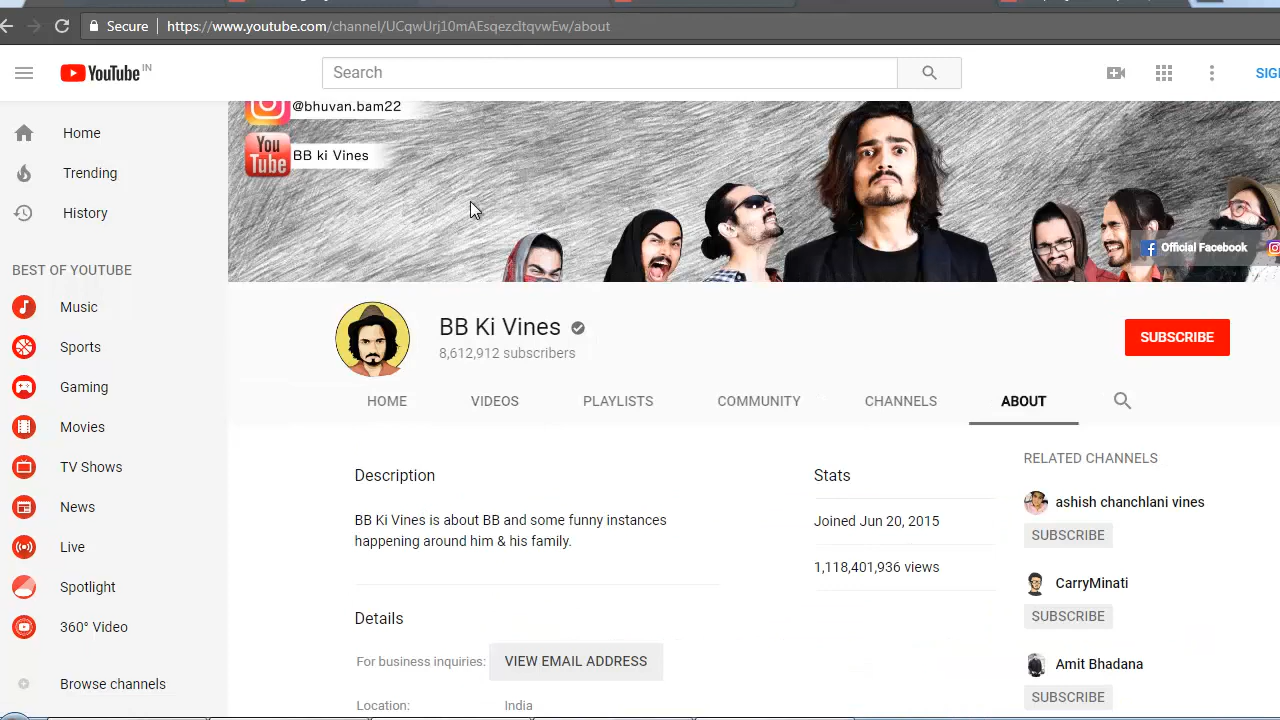 Secure | https://www.youtube.com/channel/UCqwUrj10mAEsqezcltqvwEw/about
YouTube IN
Search
SIGI
@bhuvan.bam22
You Tube
BB ki Vines
Official Facebook
Home
Trending
History
BEST OF YOUTUBE
Music
Sports
Gaming
Movies
TV Shows
News
Live
Spotlight
360° Video
Browse channels
BB Ki Vines
8,612,912 subscribers
SUBSCRIBE
HOME VIDEOS PLAYLISTS COMMUNITY CHANNELS ABOUT
Description
BB Ki Vines is about BB and some funny instances
happening around him & his family.
Details
For business inquiries: VIEW EMAIL ADDRESS
Location: India
Stats
Joined Jun 20, 2015
1,118,401,936 views
RELATED CHANNELS
ashish chanchlani vines
SUBSCRIBE
CarryMinati
SUBSCRIBE
Amit Bhadana
SUBSCRIBE